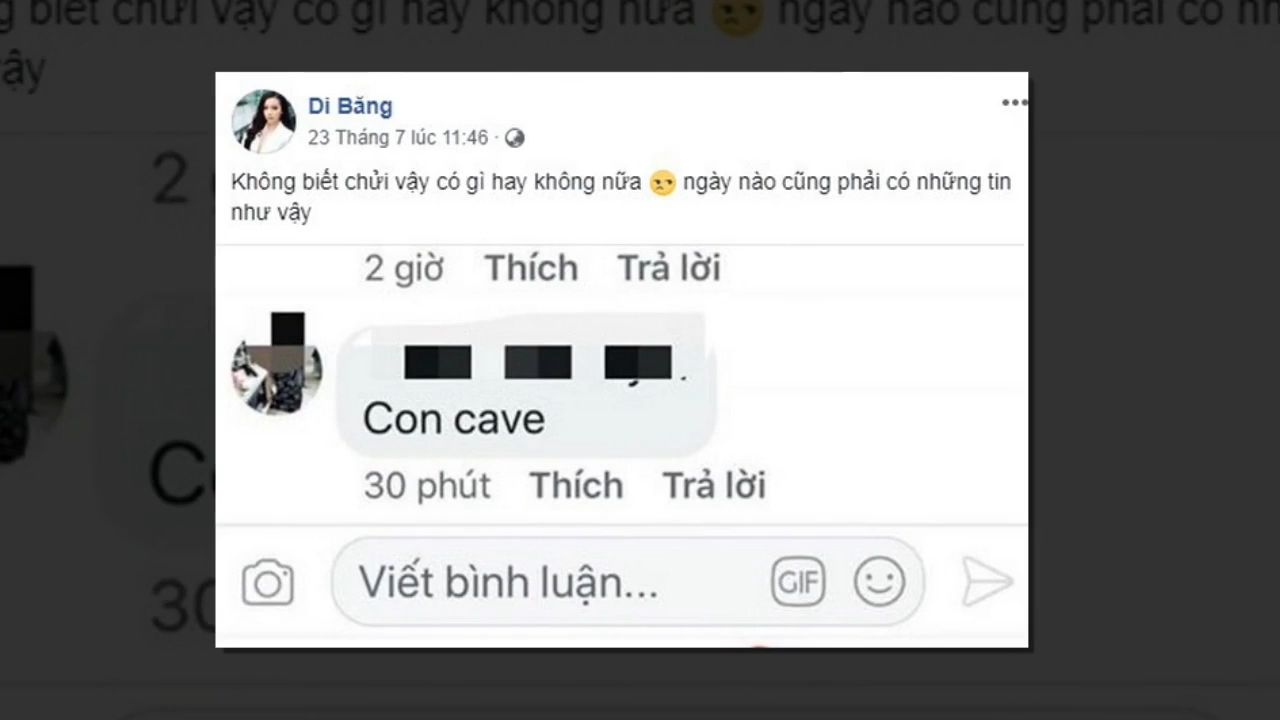 biết chửi vậy có gì hay không nữa 😒 ngày nào cũng phải có nh
vậy
Di Băng
23 Tháng 7 lúc 11:46 ·
Không biết chửi vậy có gì hay không nữa 😒 ngày nào cũng phải có những tin
như vậy
2
2 giờ Thích Trả lời
Con cave
30 phút Thích Trả lời
30
Viết bình luận... GIF